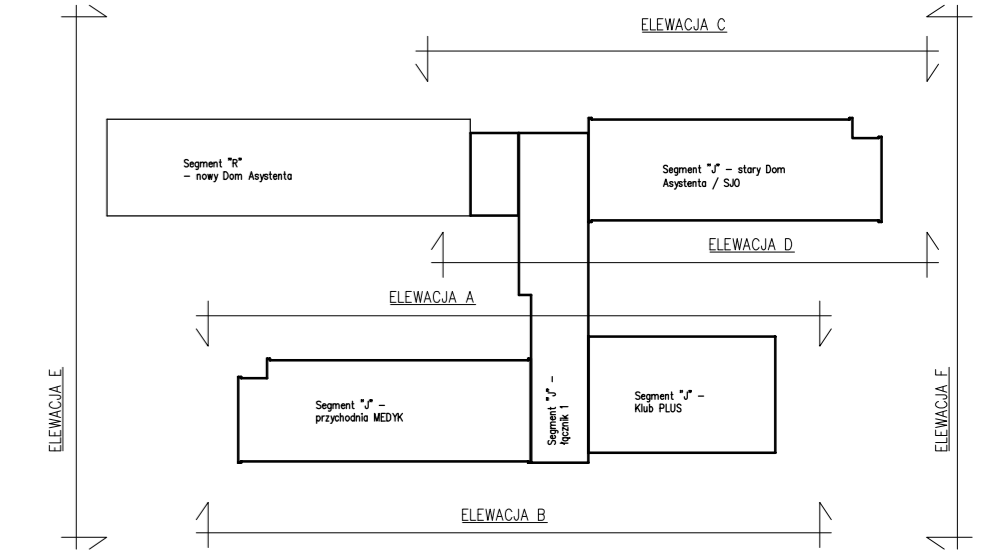 ELEWACJA C
Segment "R"
– nowy Dom Asystenta
Segment "J" – stary Dom
Asystenta / SJO
ELEWACJA D
ELEWACJA A
ELEWACJA E
Segment "J" –
przychodnia MEDYK
Segment "J" –
łącznik 1
Segment "J" –
Klub PLUS
ELEWACJA F
ELEWACJA B